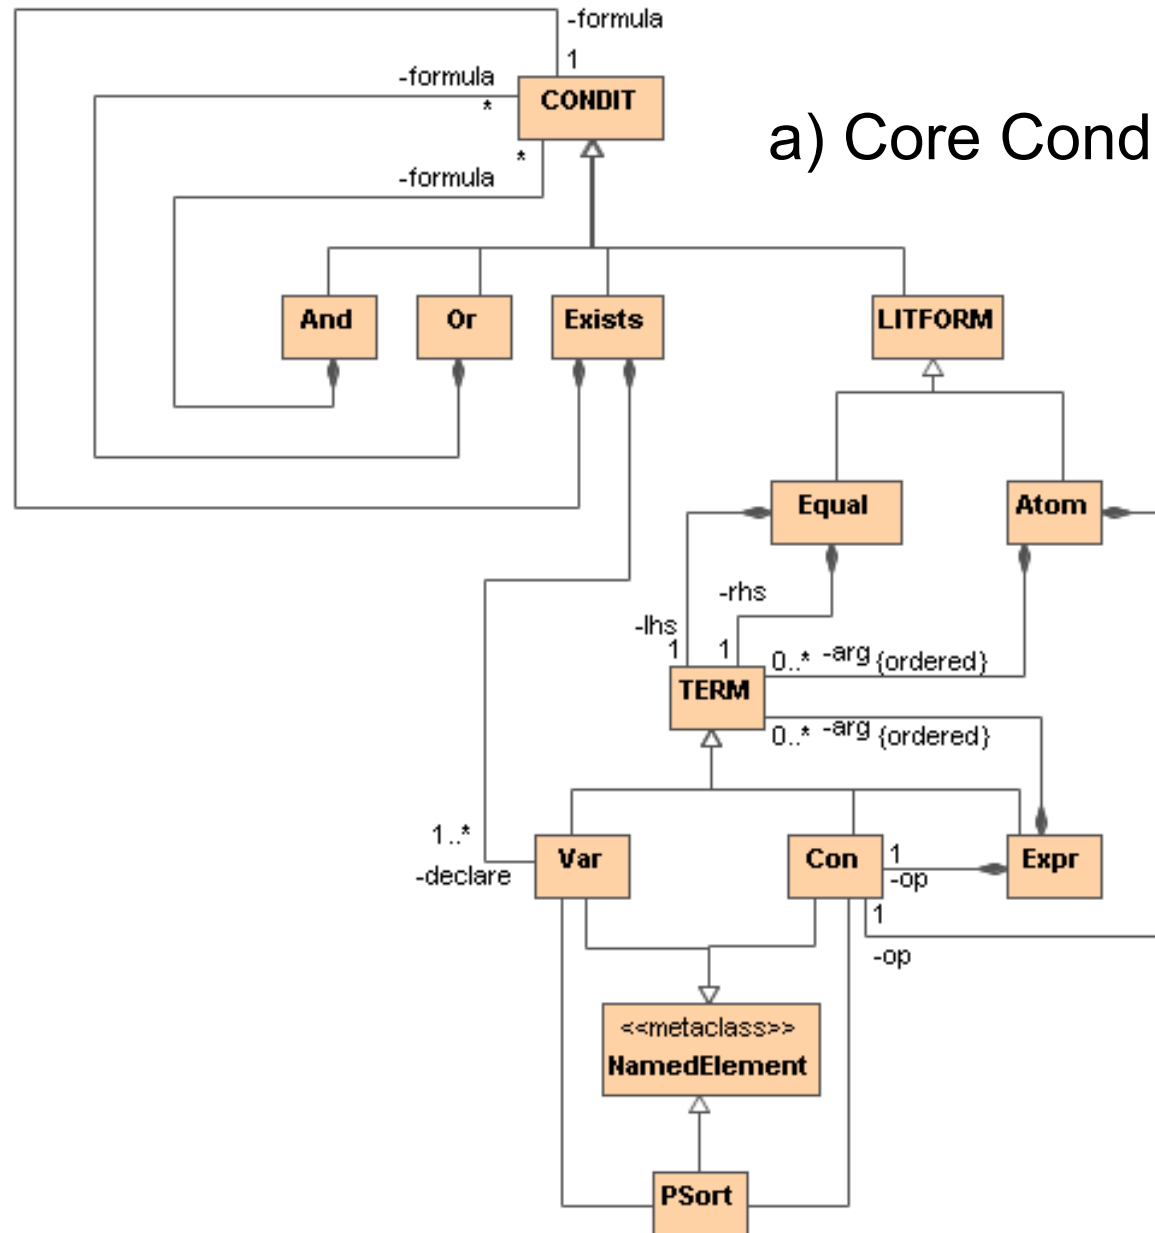 -formula
1
-formula
*
CONDIT
a) Core Cond
*
-formula
And
Or
Exists
LITFORM
Equal
Atom
-rhs
-lhs
1
1
0..* -arg {ordered}
TERM
0..* -arg {ordered}
1..*
-declare
Var
Con
1
-op
Expr
1
-op
<<metaclass>>
NamedElement
PSort